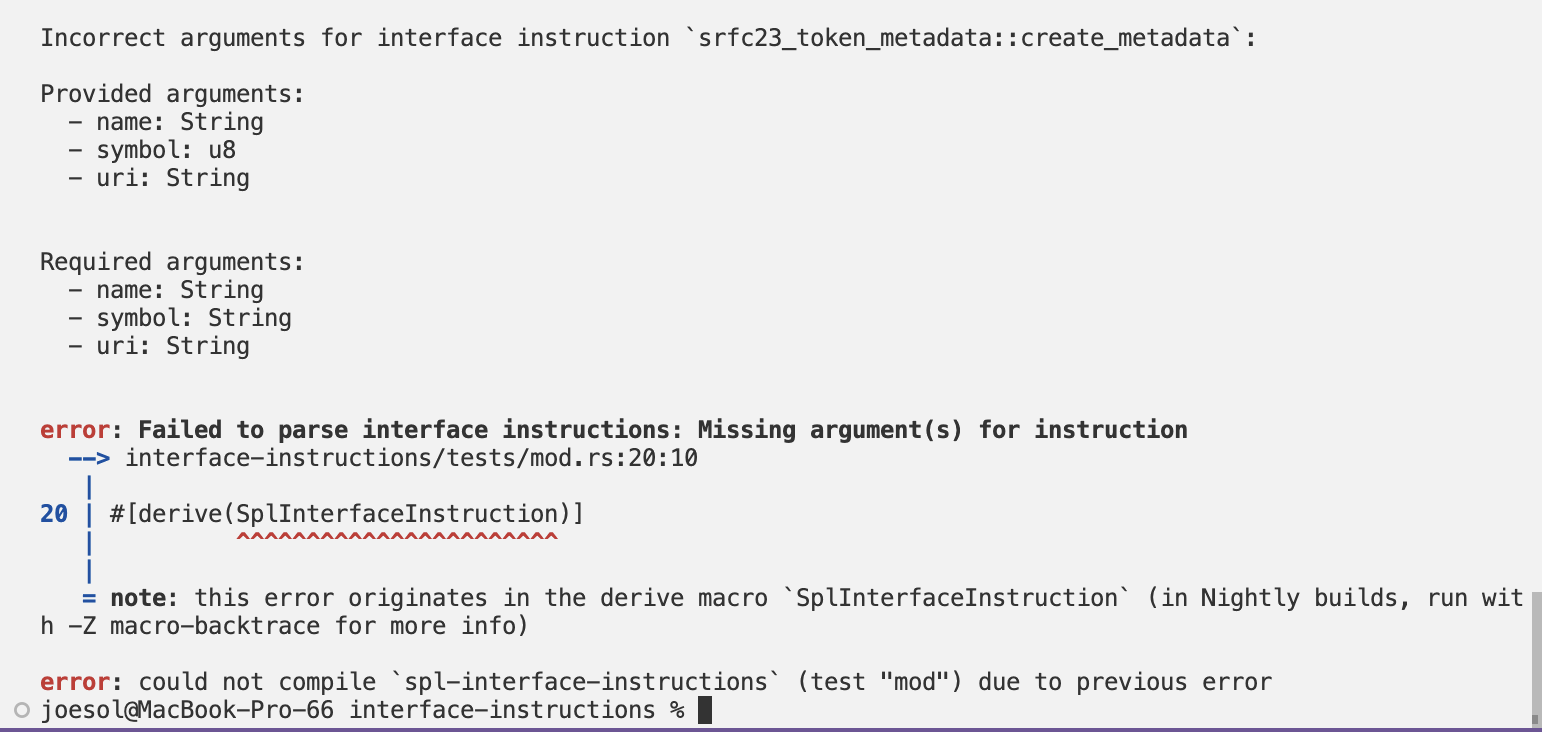 Incorrect arguments for interface instruction `srfc23_token_metadata::create_metadata`:
Provided arguments:
- name: String
- symbol: u8
- uri: String
Required arguments:
- name: String
- symbol: String
- uri: String
error: Failed to parse interface instructions: Missing argument(s) for instruction
--> interface-instructions/tests/mod.rs:20:10
|
20 | #[derive(SplInterfaceInstruction)]
| ^^^^^^^^^^^^^^^^^^^^^^^
|
= note: this error originates in the derive macro `SplInterfaceInstruction` (in Nightly builds, run wit
h -Z macro-backtrace for more info)
error: could not compile `spl-interface-instructions` (test "mod") due to previous error
joesol@MacBook-Pro-66 interface-instructions %